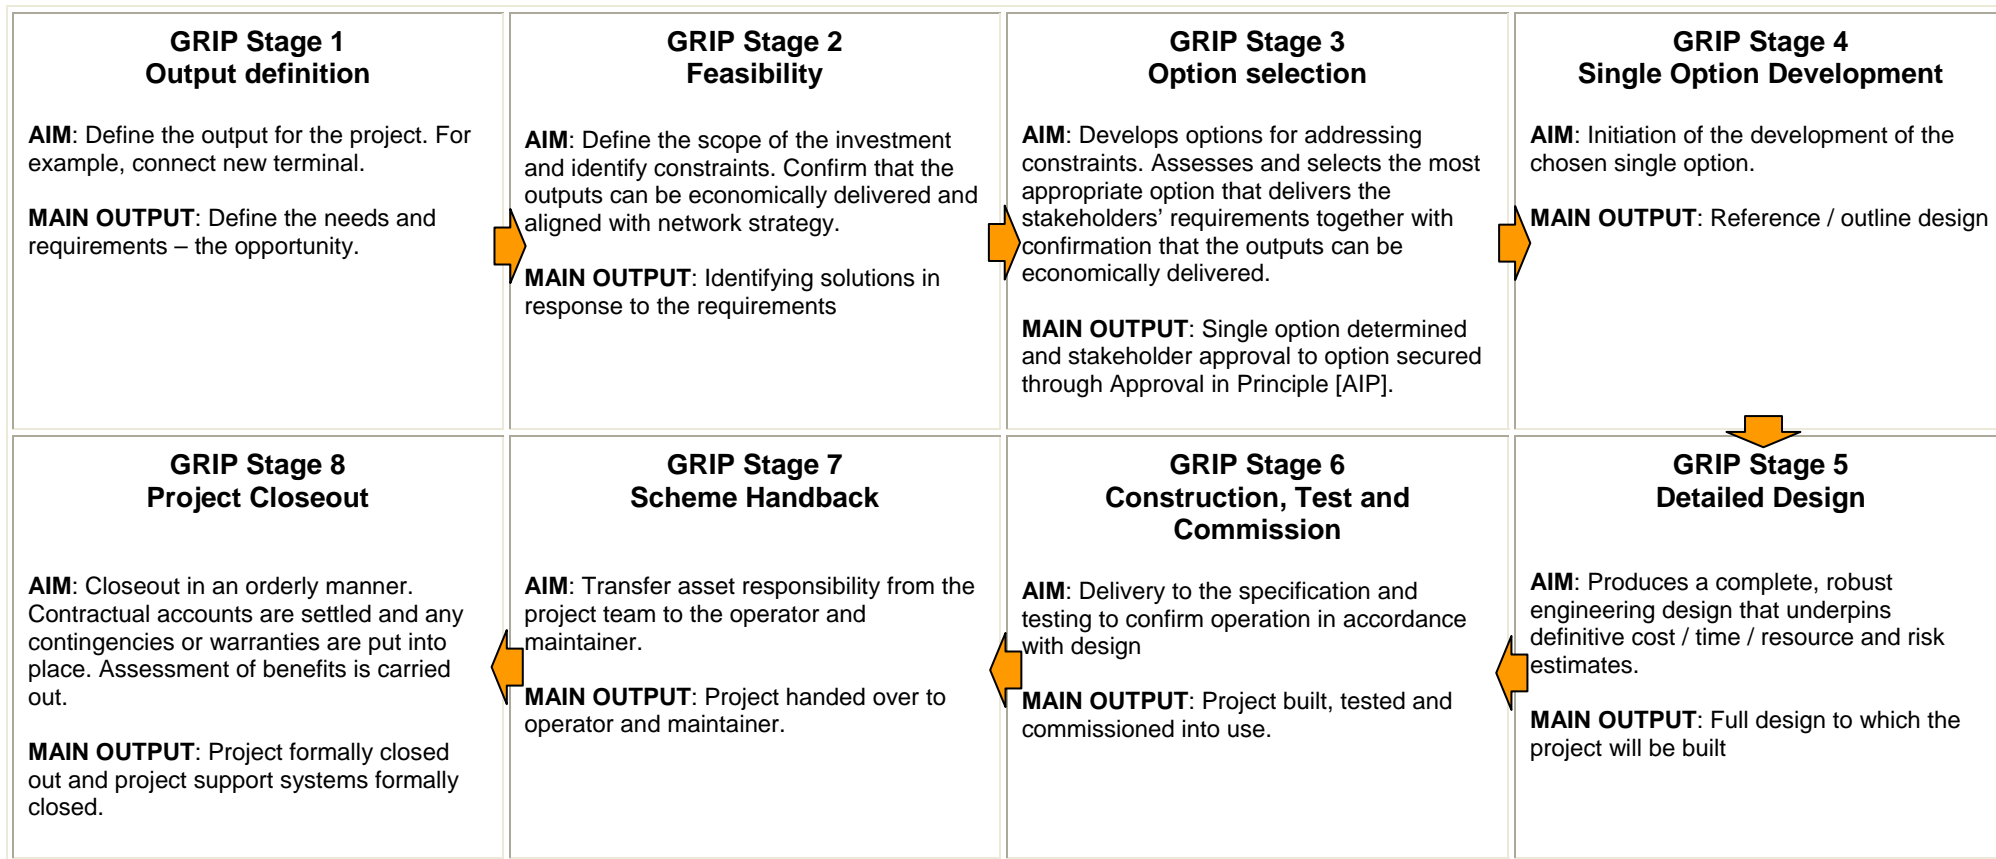 GRIP Stage 1
Output definition
AIM: Define the output for the project. For
example, connect new terminal.
MAIN OUTPUT: Define the needs and
requirements – the opportunity.
GRIP Stage 2
Feasibility
AIM: Define the scope of the investment
and identify constraints. Confirm that the
outputs can be economically delivered and
aligned with network strategy.
MAIN OUTPUT: Identifying solutions in
response to the requirements
GRIP Stage 3
Option selection
AIM: Develops options for addressing
constraints. Assesses and selects the most
appropriate option that delivers the
stakeholders’ requirements together with
confirmation that the outputs can be
economically delivered.
MAIN OUTPUT: Single option determined
and stakeholder approval to option secured
through Approval in Principle [AIP].
GRIP Stage 4
Single Option Development
AIM: Initiation of the development of the
chosen single option.
MAIN OUTPUT: Reference / outline design
GRIP Stage 5
Detailed Design
AIM: Produces a complete, robust
engineering design that underpins
definitive cost / time / resource and risk
estimates.
MAIN OUTPUT: Full design to which the
project will be built
GRIP Stage 6
Construction, Test and
Commission
AIM: Delivery to the specification and
testing to confirm operation in accordance
with design
MAIN OUTPUT: Project built, tested and
commissioned into use.
GRIP Stage 7
Scheme Handback
AIM: Transfer asset responsibility from the
project team to the operator and
maintainer.
MAIN OUTPUT: Project handed over to
operator and maintainer.
GRIP Stage 8
Project Closeout
AIM: Closeout in an orderly manner.
Contractual accounts are settled and any
contingencies or warranties are put into
place. Assessment of benefits is carried
out.
MAIN OUTPUT: Project formally closed
out and project support systems formally
closed.